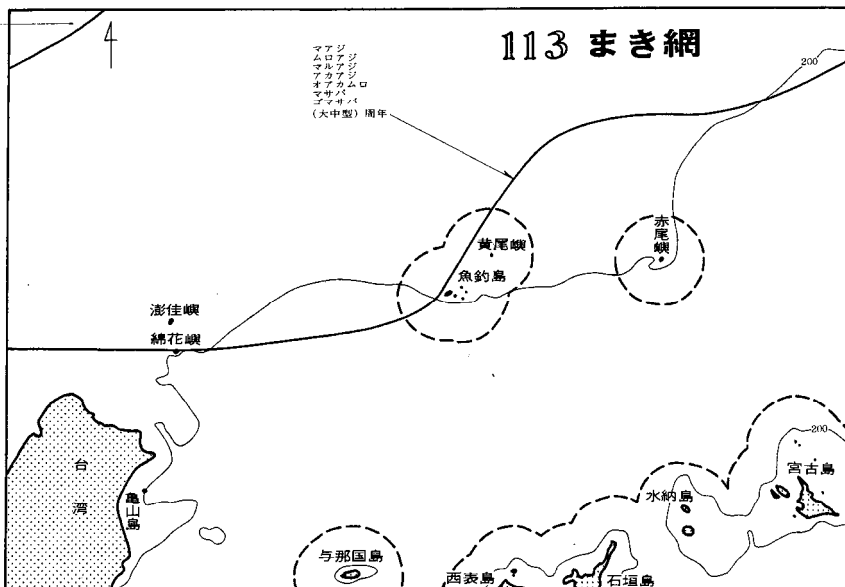 113 まき網
マアジ
ムロアジ
マルアジ
アカアジ
オアカムロ
マサバ
ゴマサバ
(大中型) 周年
200
赤尾嶼
黄尾嶼
魚釣島
澎佳嶼
綿花嶼
台湾
亀山島
200
宮古島
水納島
与那国島
西表島
石垣島